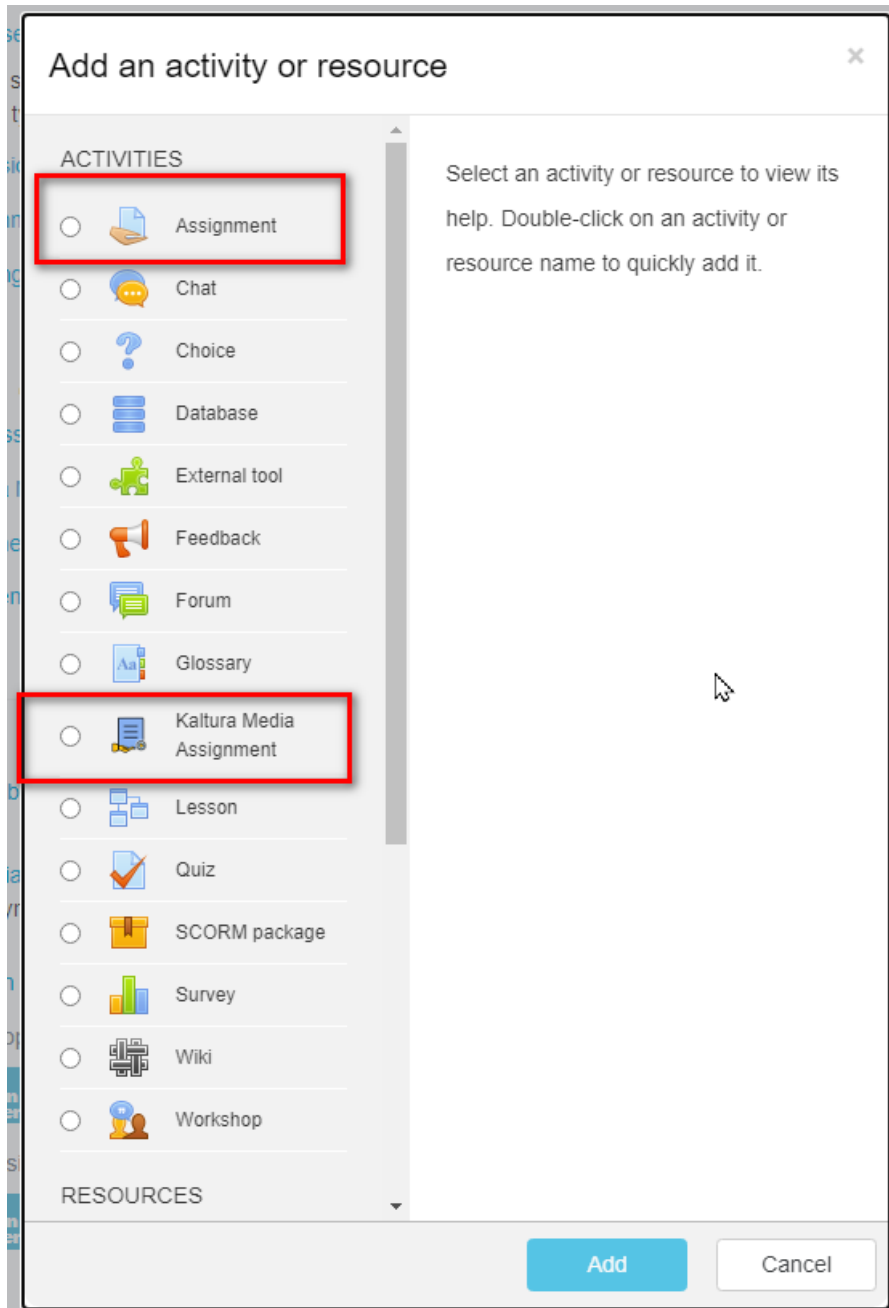 Add an activity or resource
×
ACTIVITIES
Assignment
Chat
Choice
Database
External tool
Feedback
Forum
Glossary
Kaltura Media
Assignment
Lesson
Quiz
SCORM package
Survey
Wiki
Workshop
RESOURCES
Select an activity or resource to view its
help. Double-click on an activity or
resource name to quickly add it.
Add
Cancel